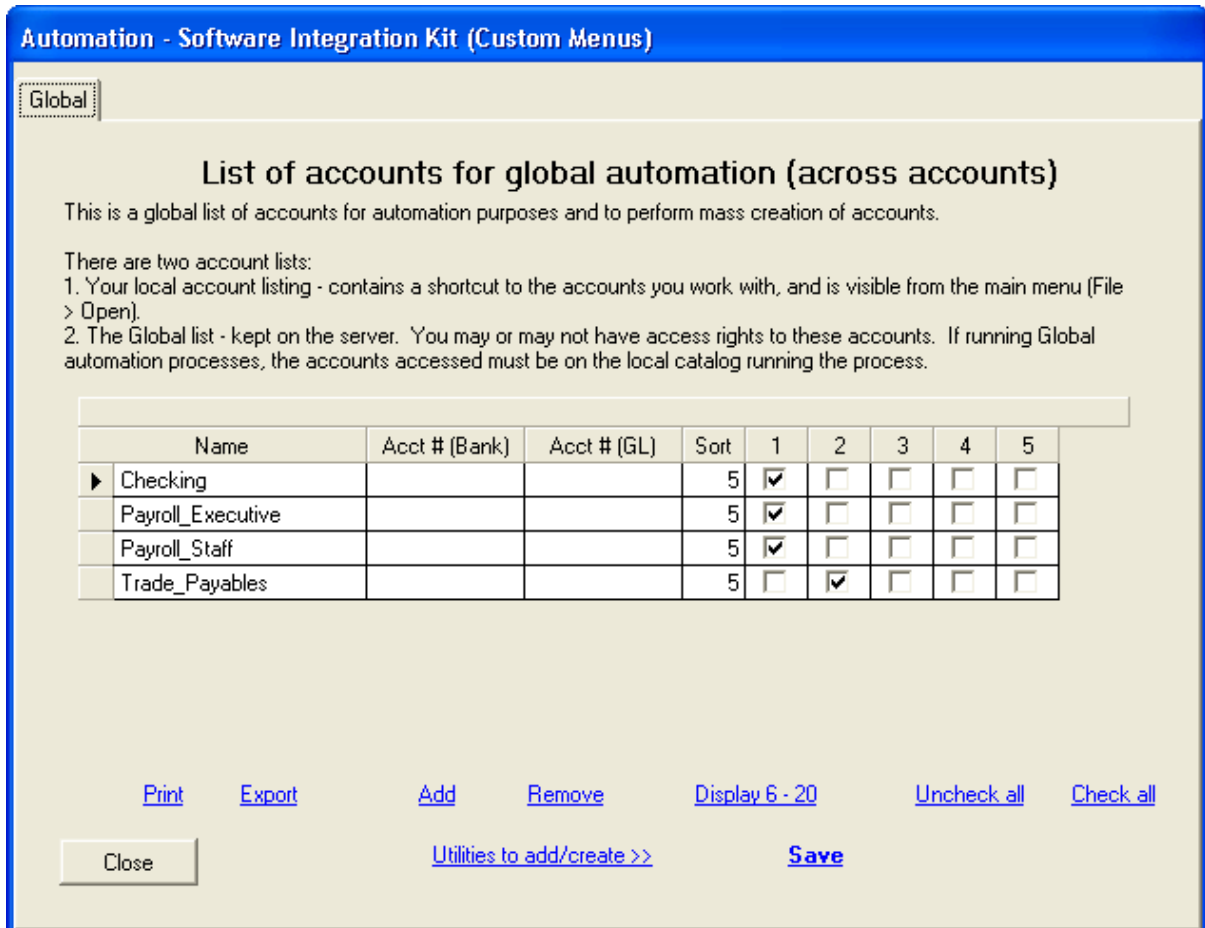 Automation - Software Integration Kit (Custom Menus)
Global
List of accounts for global automation (across accounts)
This is a global list of accounts for automation purposes and to perform mass creation of accounts.
There are two account lists:
1. Your local account listing - contains a shortcut to the accounts you work with, and is visible from the main menu (File
> Open).
2. The Global list - kept on the server.  You may or may not have access rights to these accounts.  If running Global
automation processes, the accounts accessed must be on the local catalog running the process.
Name Acct # (Bank) Acct # (GL) Sort 1 2 3 4 5
Checking 5
Payroll_Executive 5
Payroll_Staff 5
Trade_Payables 5
Print Export Add Remove Display 6 - 20 Uncheck all Check all
Close Utilities to add/create >> Save